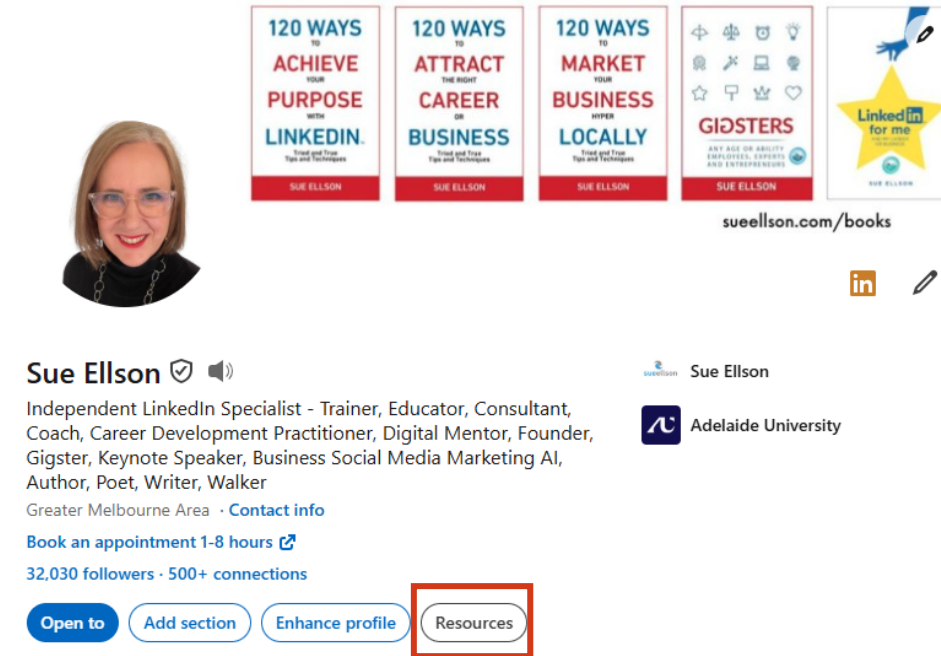 120 WAYS
TO
ACHIEVE
YOUR
PURPOSE
WITH
LINKEDIN
Tried and True
Tips and Techniques
SUE ELLSON
120 WAYS
TO
ATTRACT
THE RIGHT
CAREER
OR
BUSINESS
Tried and True
Tips and Techniques
SUE ELLSON
120 WAYS
TO
MARKET
YOUR
BUSINESS
HYPER
LOCALLY
Tried and True
Tips and Techniques
SUE ELLSON
GIGSTERS
ANY AGE OR ABILITY
EMPLOYEES, EXPERTS
AND ENTREPRENEURS
SUE ELLSON
Linked in
for me
SUE ELLSON
sueellson.com/books
in
Sue Ellson
Independent LinkedIn Specialist - Trainer, Educator, Consultant,
Coach, Career Development Practitioner, Digital Mentor, Founder,
Gigster, Keynote Speaker, Business Social Media Marketing AI,
Author, Poet, Writer, Walker
Greater Melbourne Area · Contact info
Book an appointment 1-8 hours
32,030 followers · 500+ connections
Open to Add section Enhance profile Resources
sueellson Sue Ellson
Adelaide University